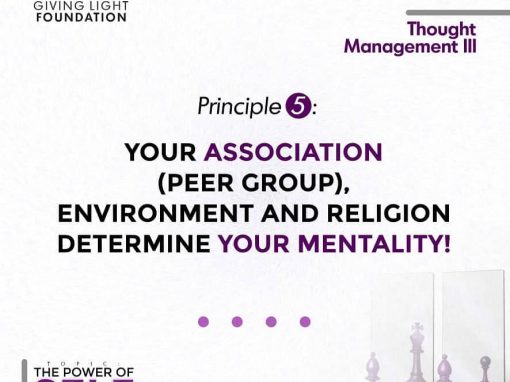 GIVING LIGHT
FOUNDATION
Thought
Management III
Principle 5:
YOUR ASSOCIATION
(PEER GROUP),
ENVIRONMENT AND RELIGION
DETERMINE YOUR MENTALITY!
TOPIC:
THE POWER OF